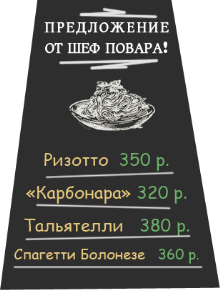 ПРЕДЛОЖЕНИЕ
ОТ ШЕФ ПОВАРА!
Ризотто 350 р.
«Карбонара» 320 р.
Тальятелли 380 р.
Спагетти Болонезе 360 р.